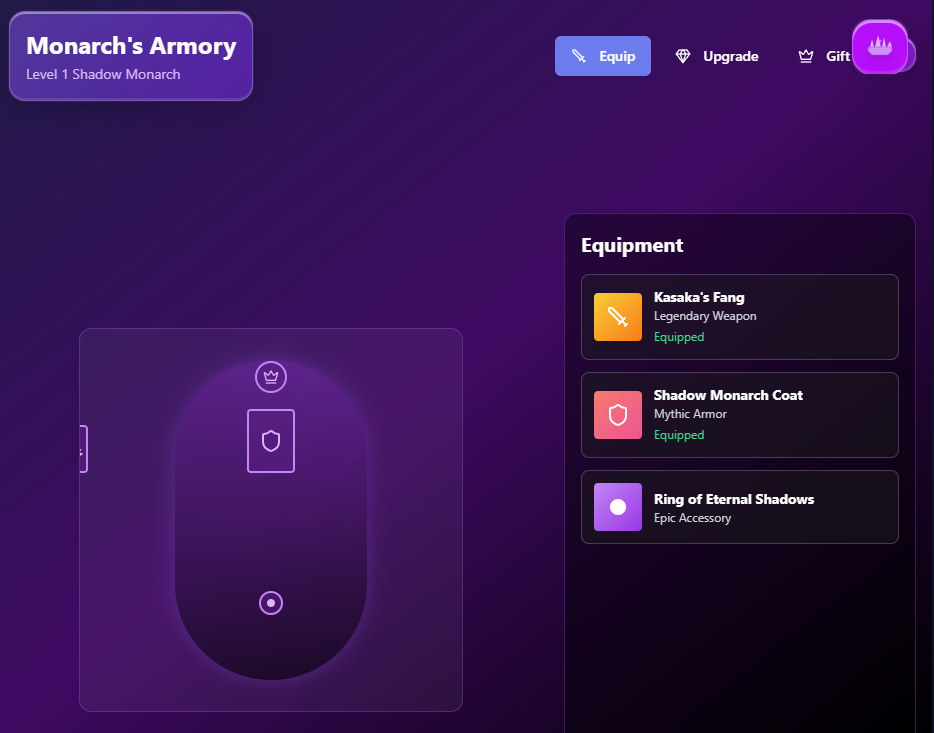 Monarch's Armory
Level 1 Shadow Monarch
Equip
Upgrade
Gift
Equipment
Kasaka's Fang
Legendary Weapon
Equipped
Shadow Monarch Coat
Mythic Armor
Equipped
Ring of Eternal Shadows
Epic Accessory